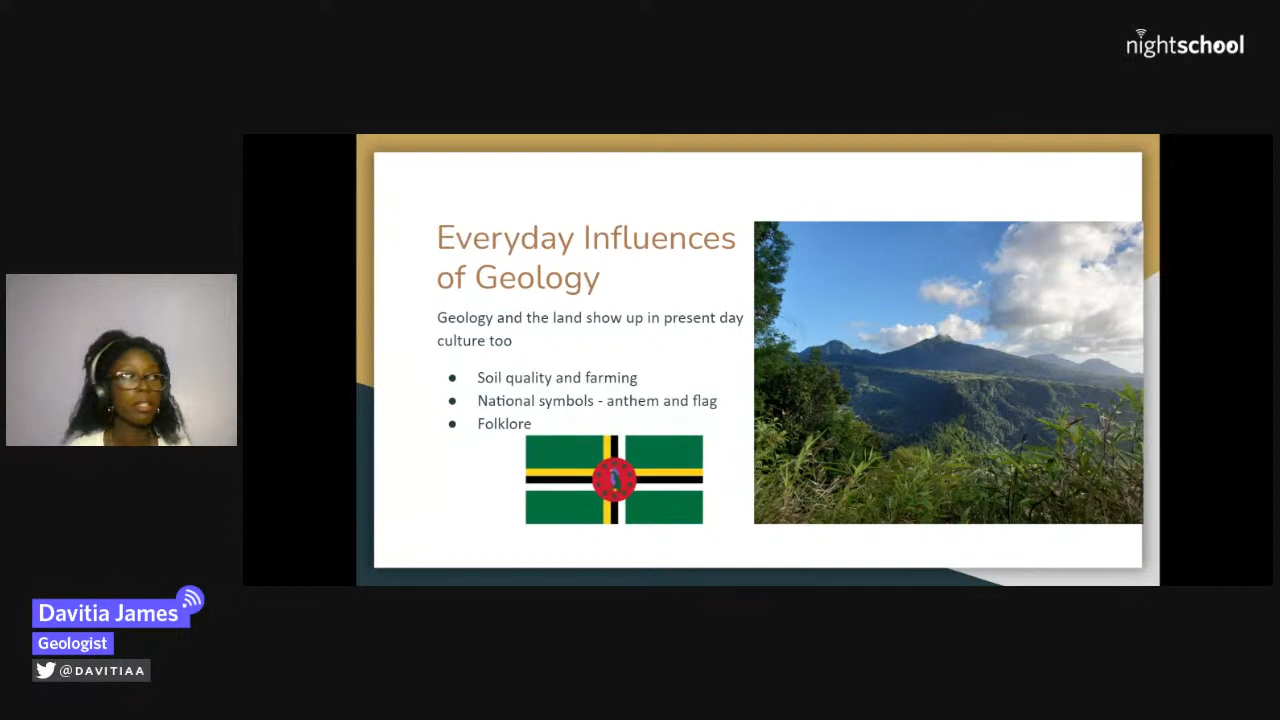 nightschool
Everyday Influences
of Geology
Geology and the land show up in present day
culture too
● Soil quality and farming
● National symbols - anthem and flag
● Folklore
Davitia James
Geologist
@DAVITIAA